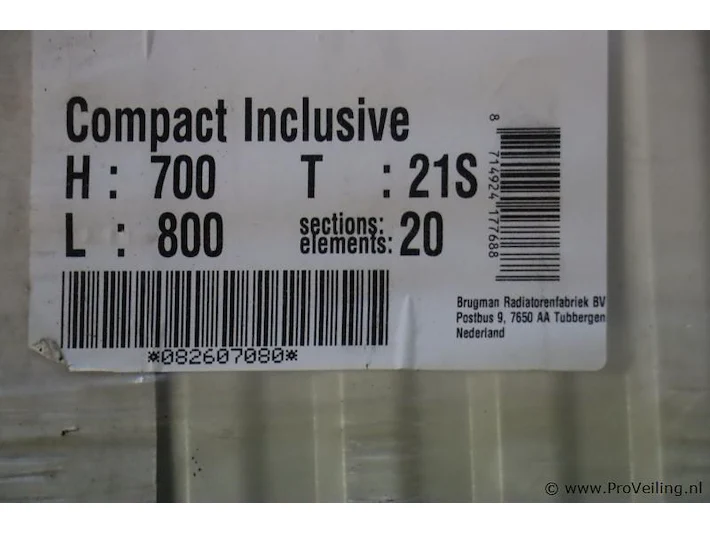 Compact Inclusive
H : 700 T : 21S
L : 800 sections: elements: 20
*082607080*
8 714924 177688
Brugman Radiatorenfabriek BV
Postbus 9, 7650 AA Tubbergen
Nederland
© www.ProVeiling.nl